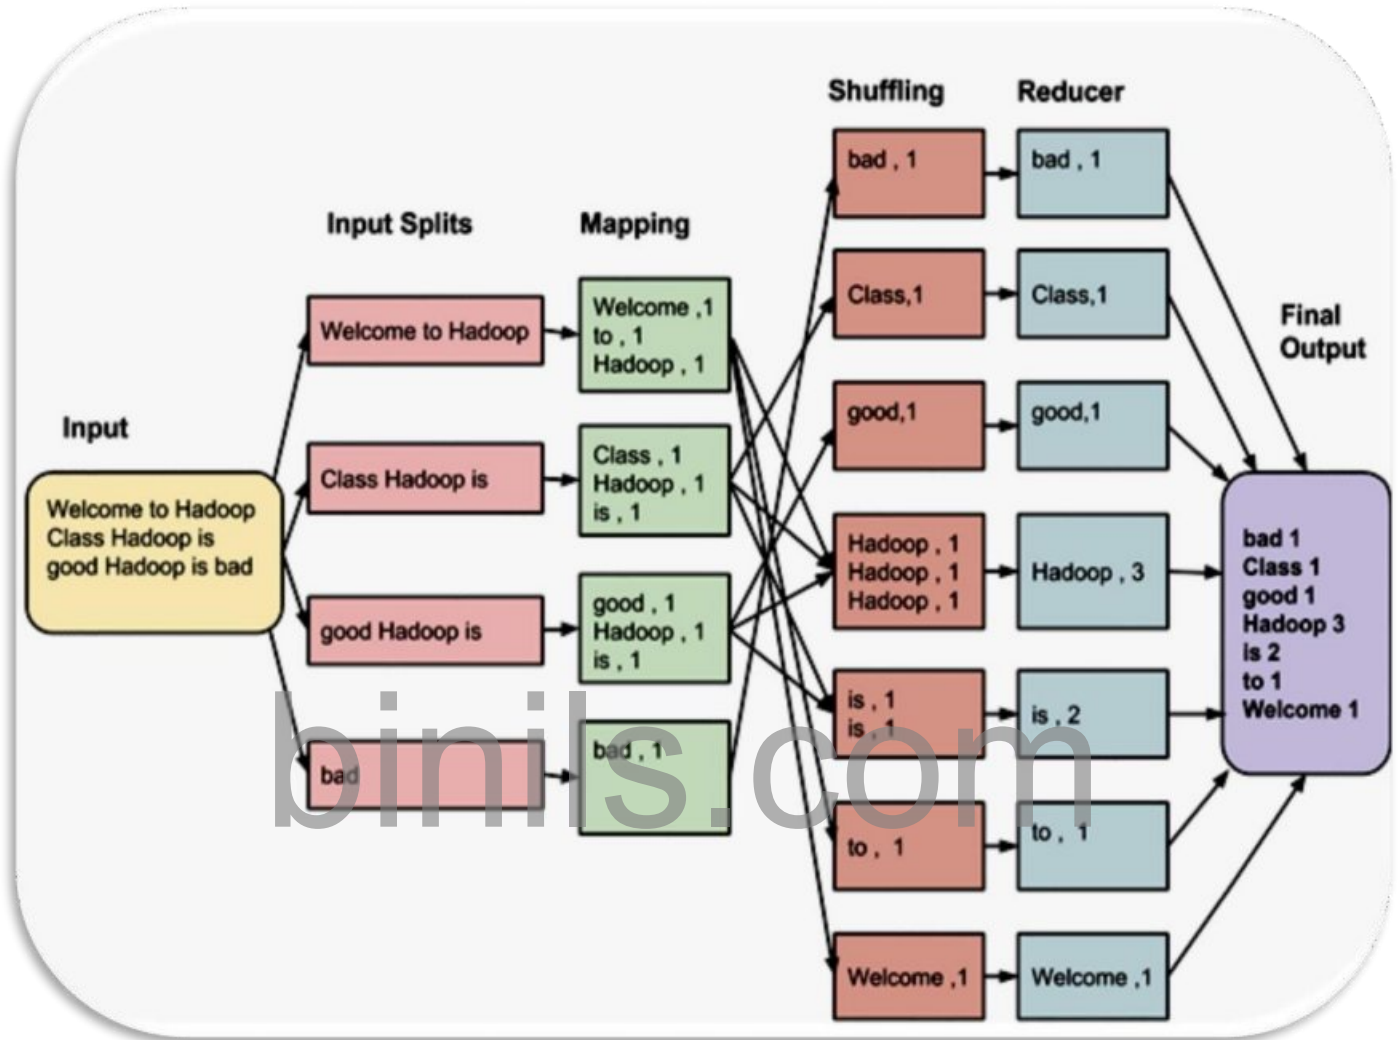 Input
Welcome to Hadoop
Class Hadoop is
good Hadoop is bad
Input Splits
Welcome to Hadoop
Class Hadoop is
good Hadoop is
bad
Mapping
Welcome ,1
to , 1
Hadoop , 1
Class , 1
Hadoop , 1
is , 1
good , 1
Hadoop , 1
is , 1
bad , 1
Shuffling
bad , 1
Class,1
good,1
Hadoop , 1
Hadoop , 1
Hadoop , 1
is , 1
is , 1
to , 1
Welcome ,1
Reducer
bad , 1
Class,1
good,1
Hadoop , 3
is , 2
to , 1
Welcome ,1
Final
Output
bad 1
Class 1
good 1
Hadoop 3
is 2
to 1
Welcome 1
binils.com